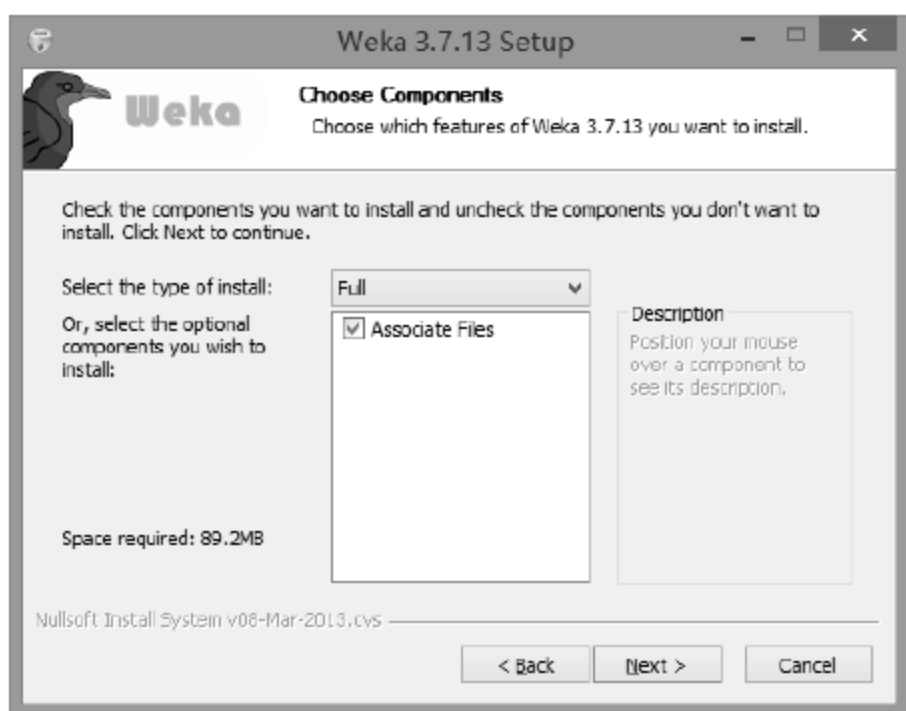 Weka 3.7.13 Setup
Weka
Choose Components
Choose which features of Weka 3.7.13 you want to install.
Check the components you want to install and uncheck the components you don't want to
install. Click Next to continue.
Select the type of install:
Full
Or, select the optional
components you wish to
install:
Associate Files
Description
Position your mouse
over a component to
see its description.
Space required: 89.2MB
Nullsoft Install System v08-Mar-2013.cvs
< Back
Next >
Cancel